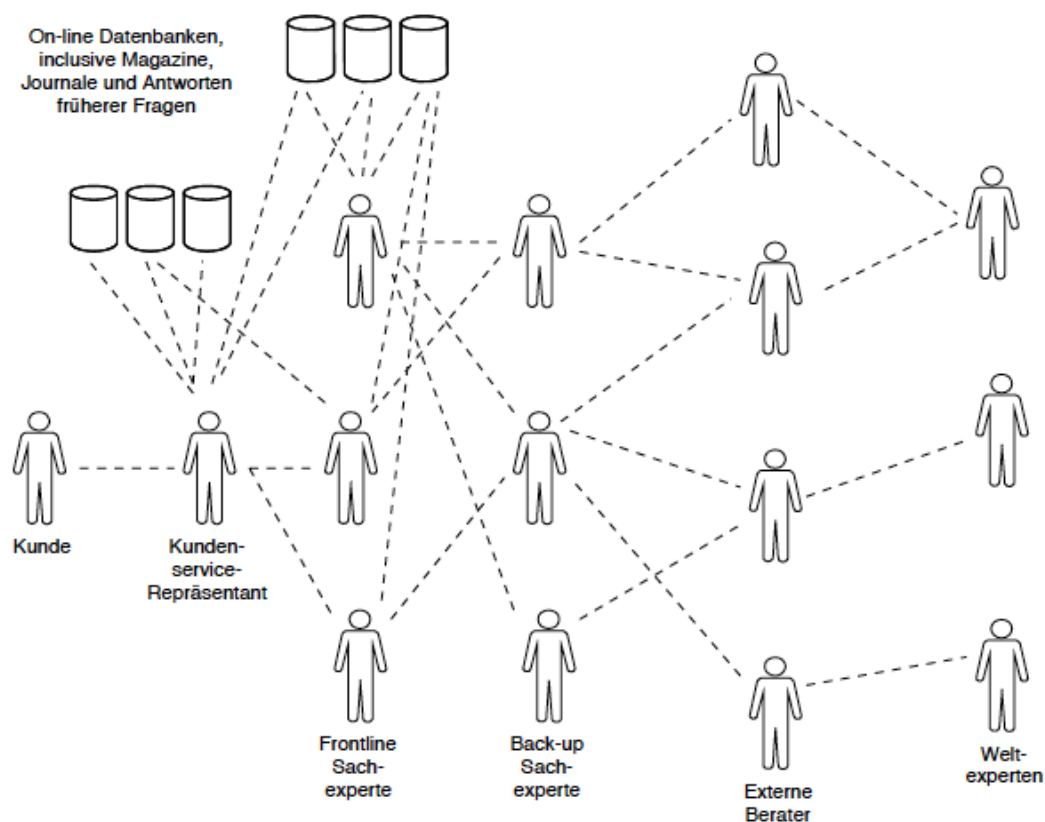 On-line Datenbanken,
inclusive Magazine,
Journale und Antworten
früherer Fragen
Kunde
Kunden-
service-
Repräsentant
Frontline
Sach-
experte
Back-up
Sach-
experte
Externe
Berater
Welt-
experten